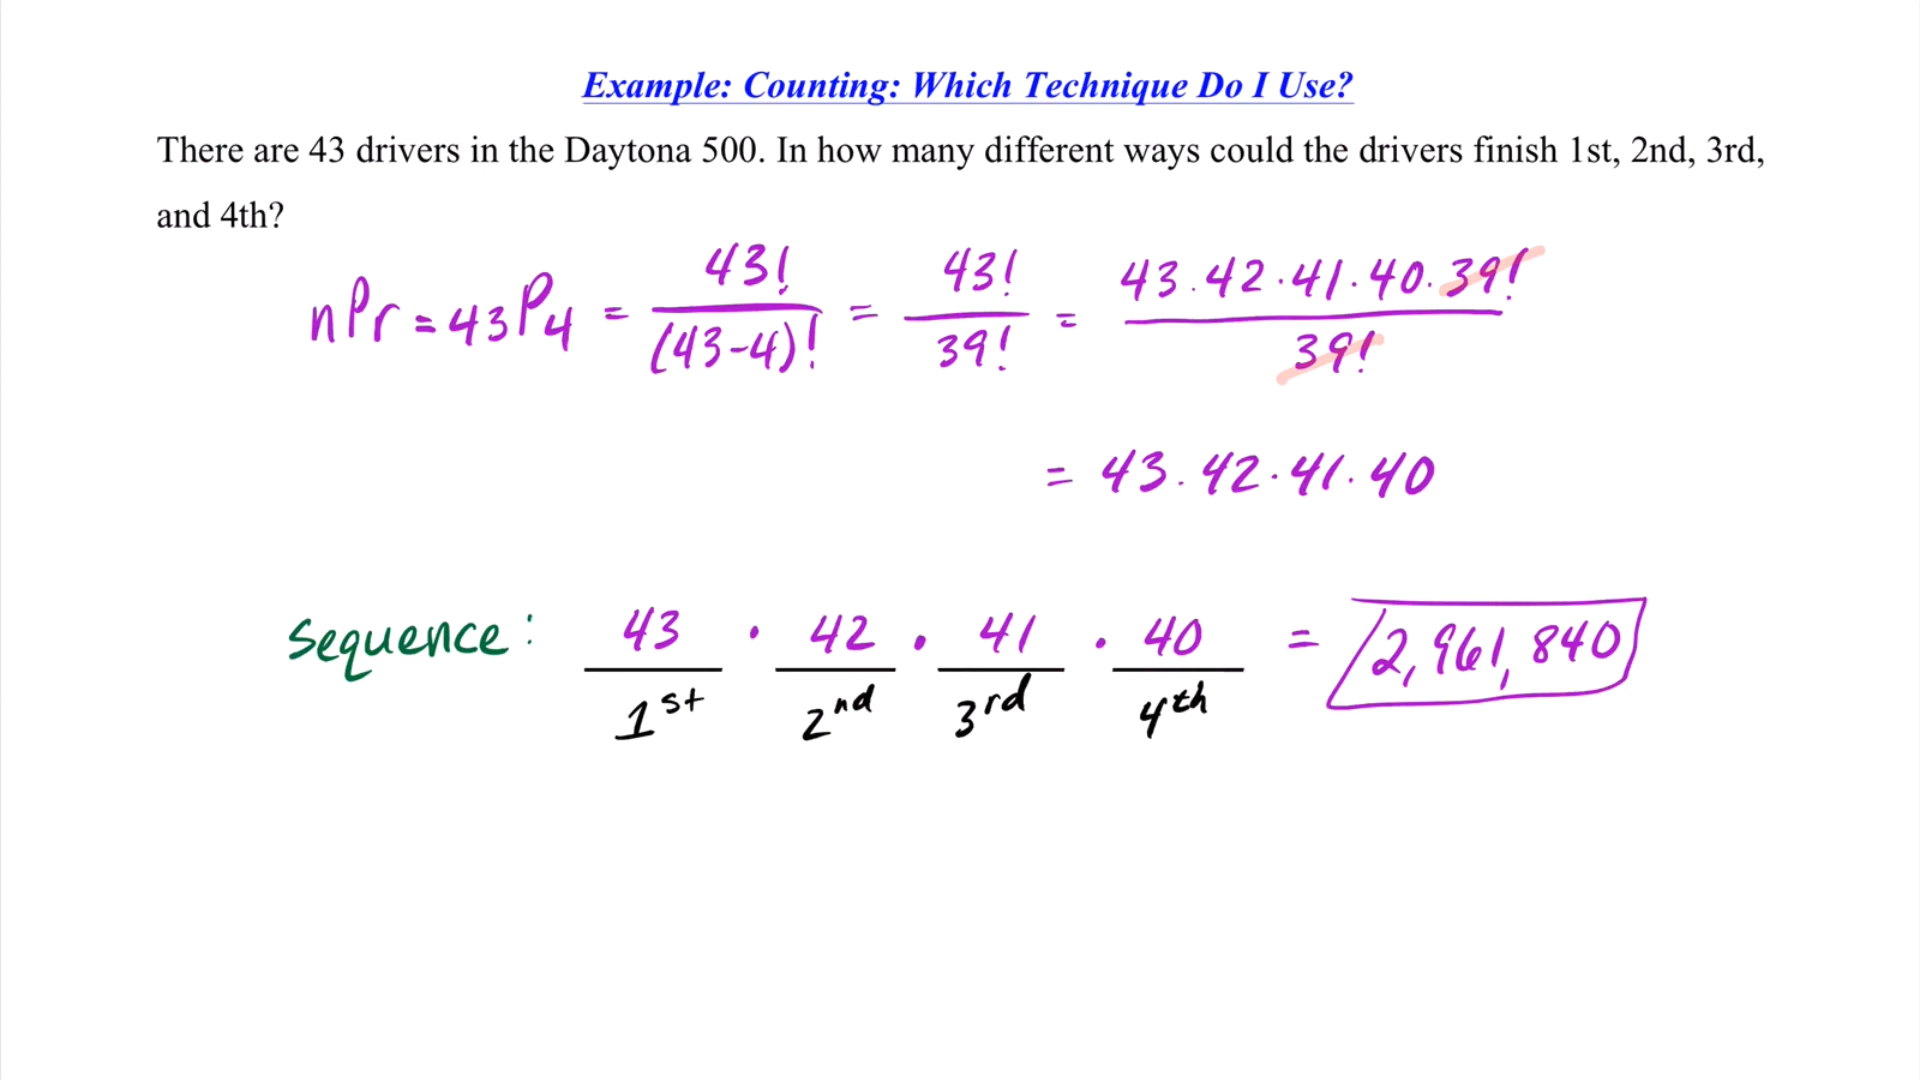 Example: Counting: Which Technique Do I Use?
There are 43 drivers in the Daytona 500. In how many different ways could the drivers finish 1st, 2nd, 3rd,
and 4th?
nPr = 43P4 = 43! / (43-4)! = 43! / 39! = 43·42·41·40·39! / 39!
= 43·42·41·40
Sequence: 43 · 42 · 41 · 40 = 2,961,840
1st 2nd 3rd 4th